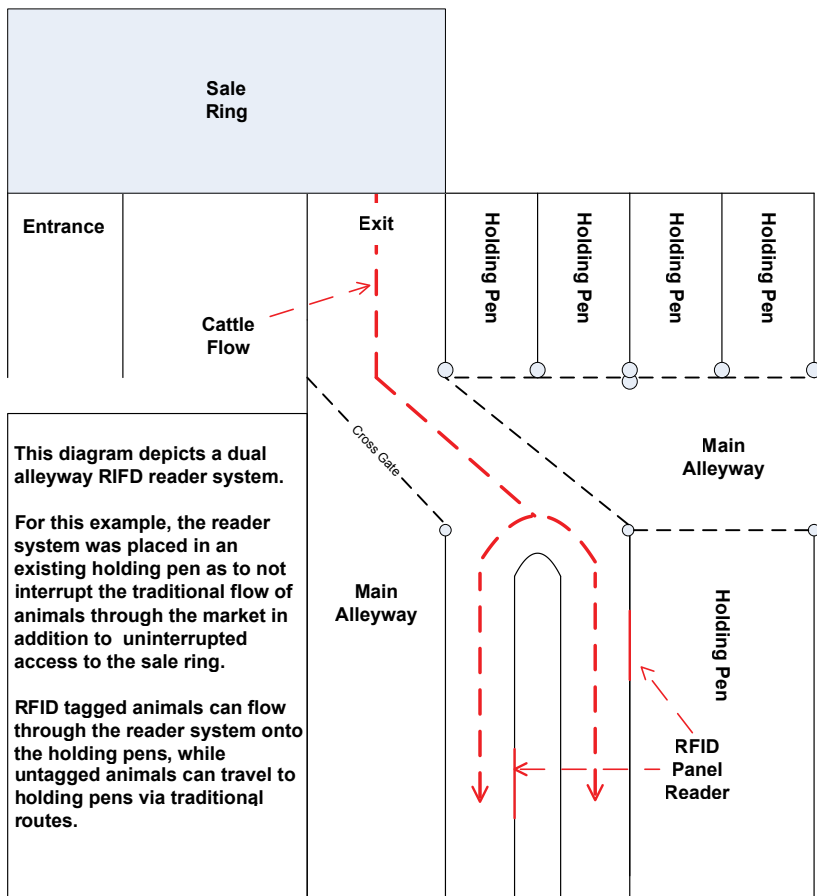 Sale
Ring
Entrance
Exit
Holding Pen
Holding Pen
Holding Pen
Holding Pen
Cattle
Flow
Cross Gate
Main
Alleyway
This diagram depicts a dual
alleyway RIFD reader system.
For this example, the reader
system was placed in an
existing holding pen as to not
interrupt the traditional flow of
animals through the market in
addition to uninterrupted
access to the sale ring.
RFID tagged animals can flow
through the reader system onto
the holding pens, while
untagged animals can travel to
holding pens via traditional
routes.
Main
Alleyway
Holding Pen
RFID
Panel
Reader